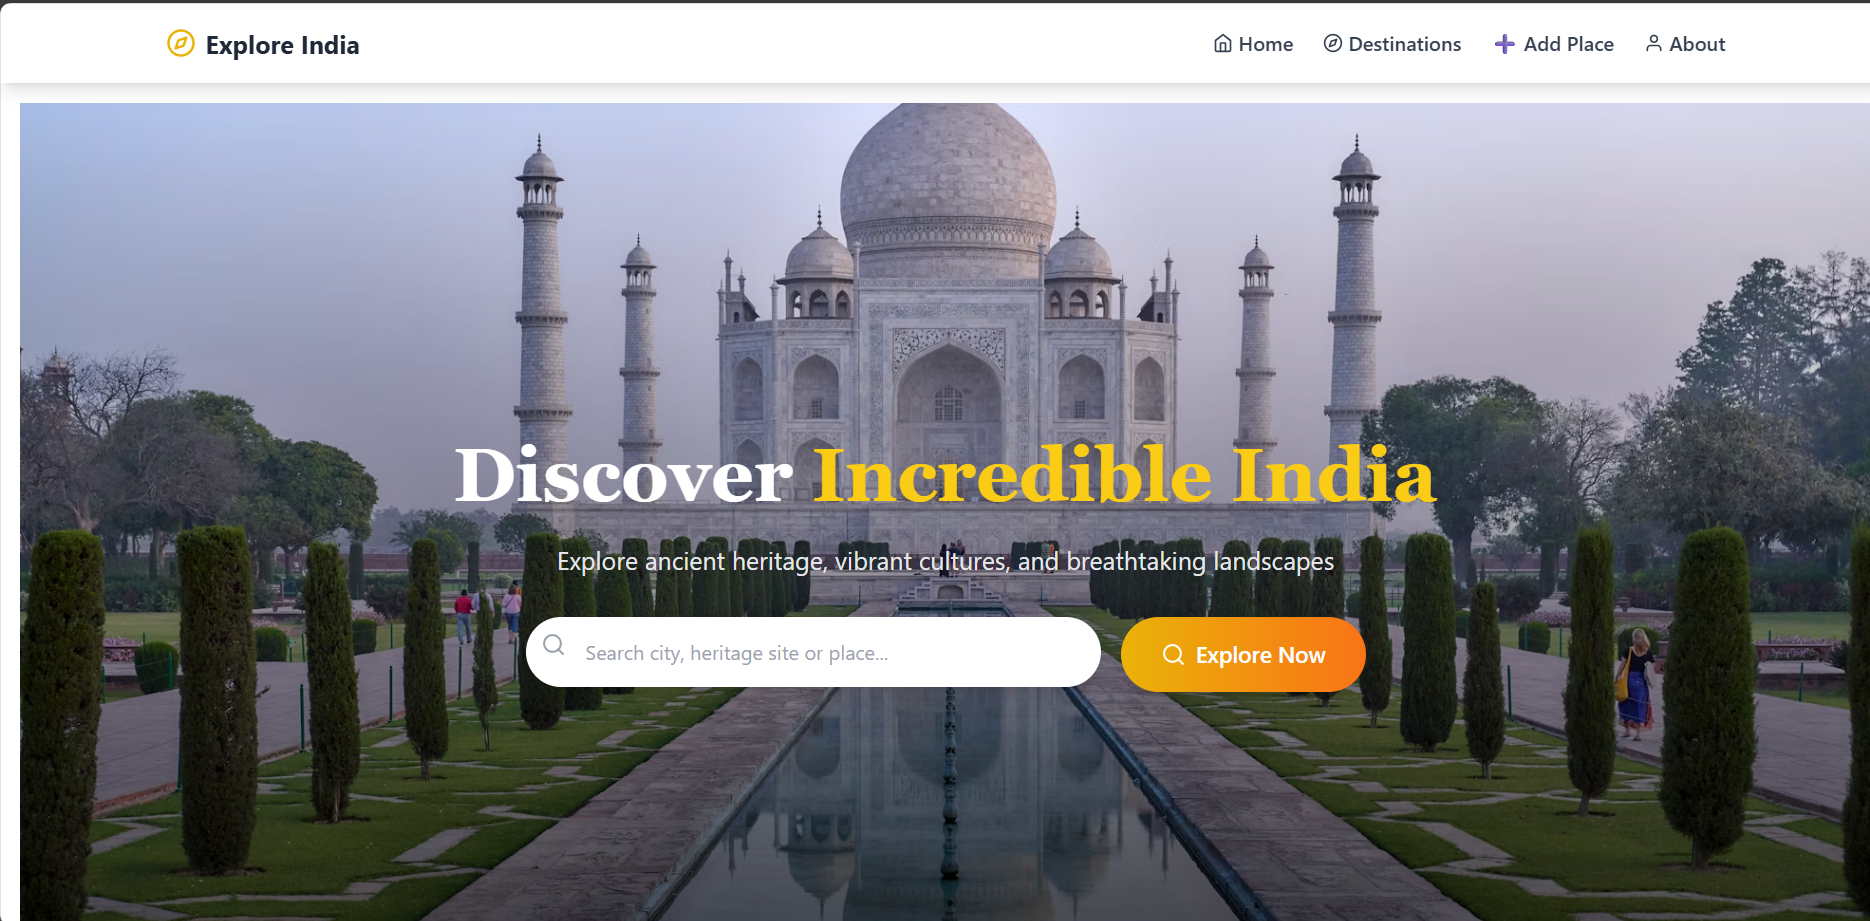 Explore India
Home
Destinations
Add Place
About
Discover Incredible India
Explore ancient heritage, vibrant cultures, and breathtaking landscapes
Search city, heritage site or place...
Explore Now